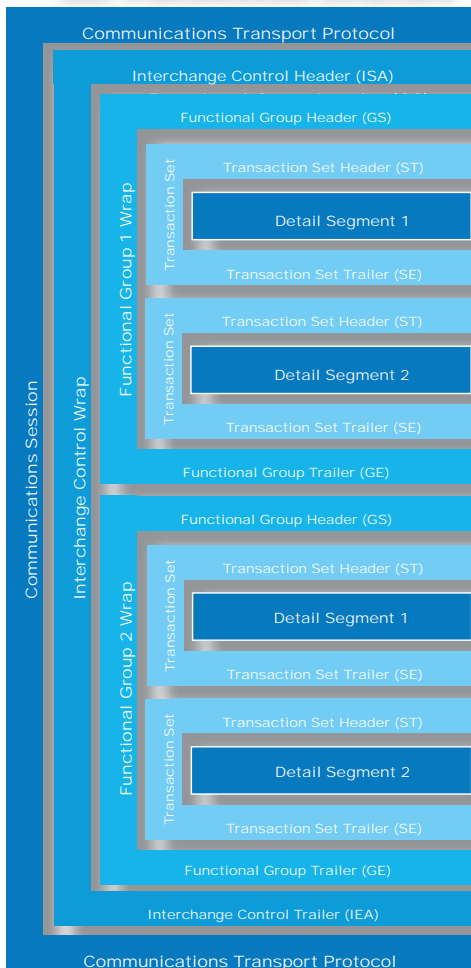 Communications Transport Protocol
Interchange Control Header (ISA)
Functional Group Header (GS)
Transaction Set Header (ST)
Transaction Set
Detail Segment 1
Transaction Set Trailer (SE)
Functional Group 1 Wrap
Transaction Set Header (ST)
Transaction Set
Detail Segment 2
Transaction Set Trailer (SE)
Functional Group Trailer (GE)
Communications Session
Interchange Control Wrap
Functional Group Header (GS)
Transaction Set Header (ST)
Transaction Set
Detail Segment 1
Transaction Set Trailer (SE)
Functional Group 2 Wrap
Transaction Set Header (ST)
Transaction Set
Detail Segment 2
Transaction Set Trailer (SE)
Functional Group Trailer (GE)
Interchange Control Trailer (IEA)
Communications Transport Protocol